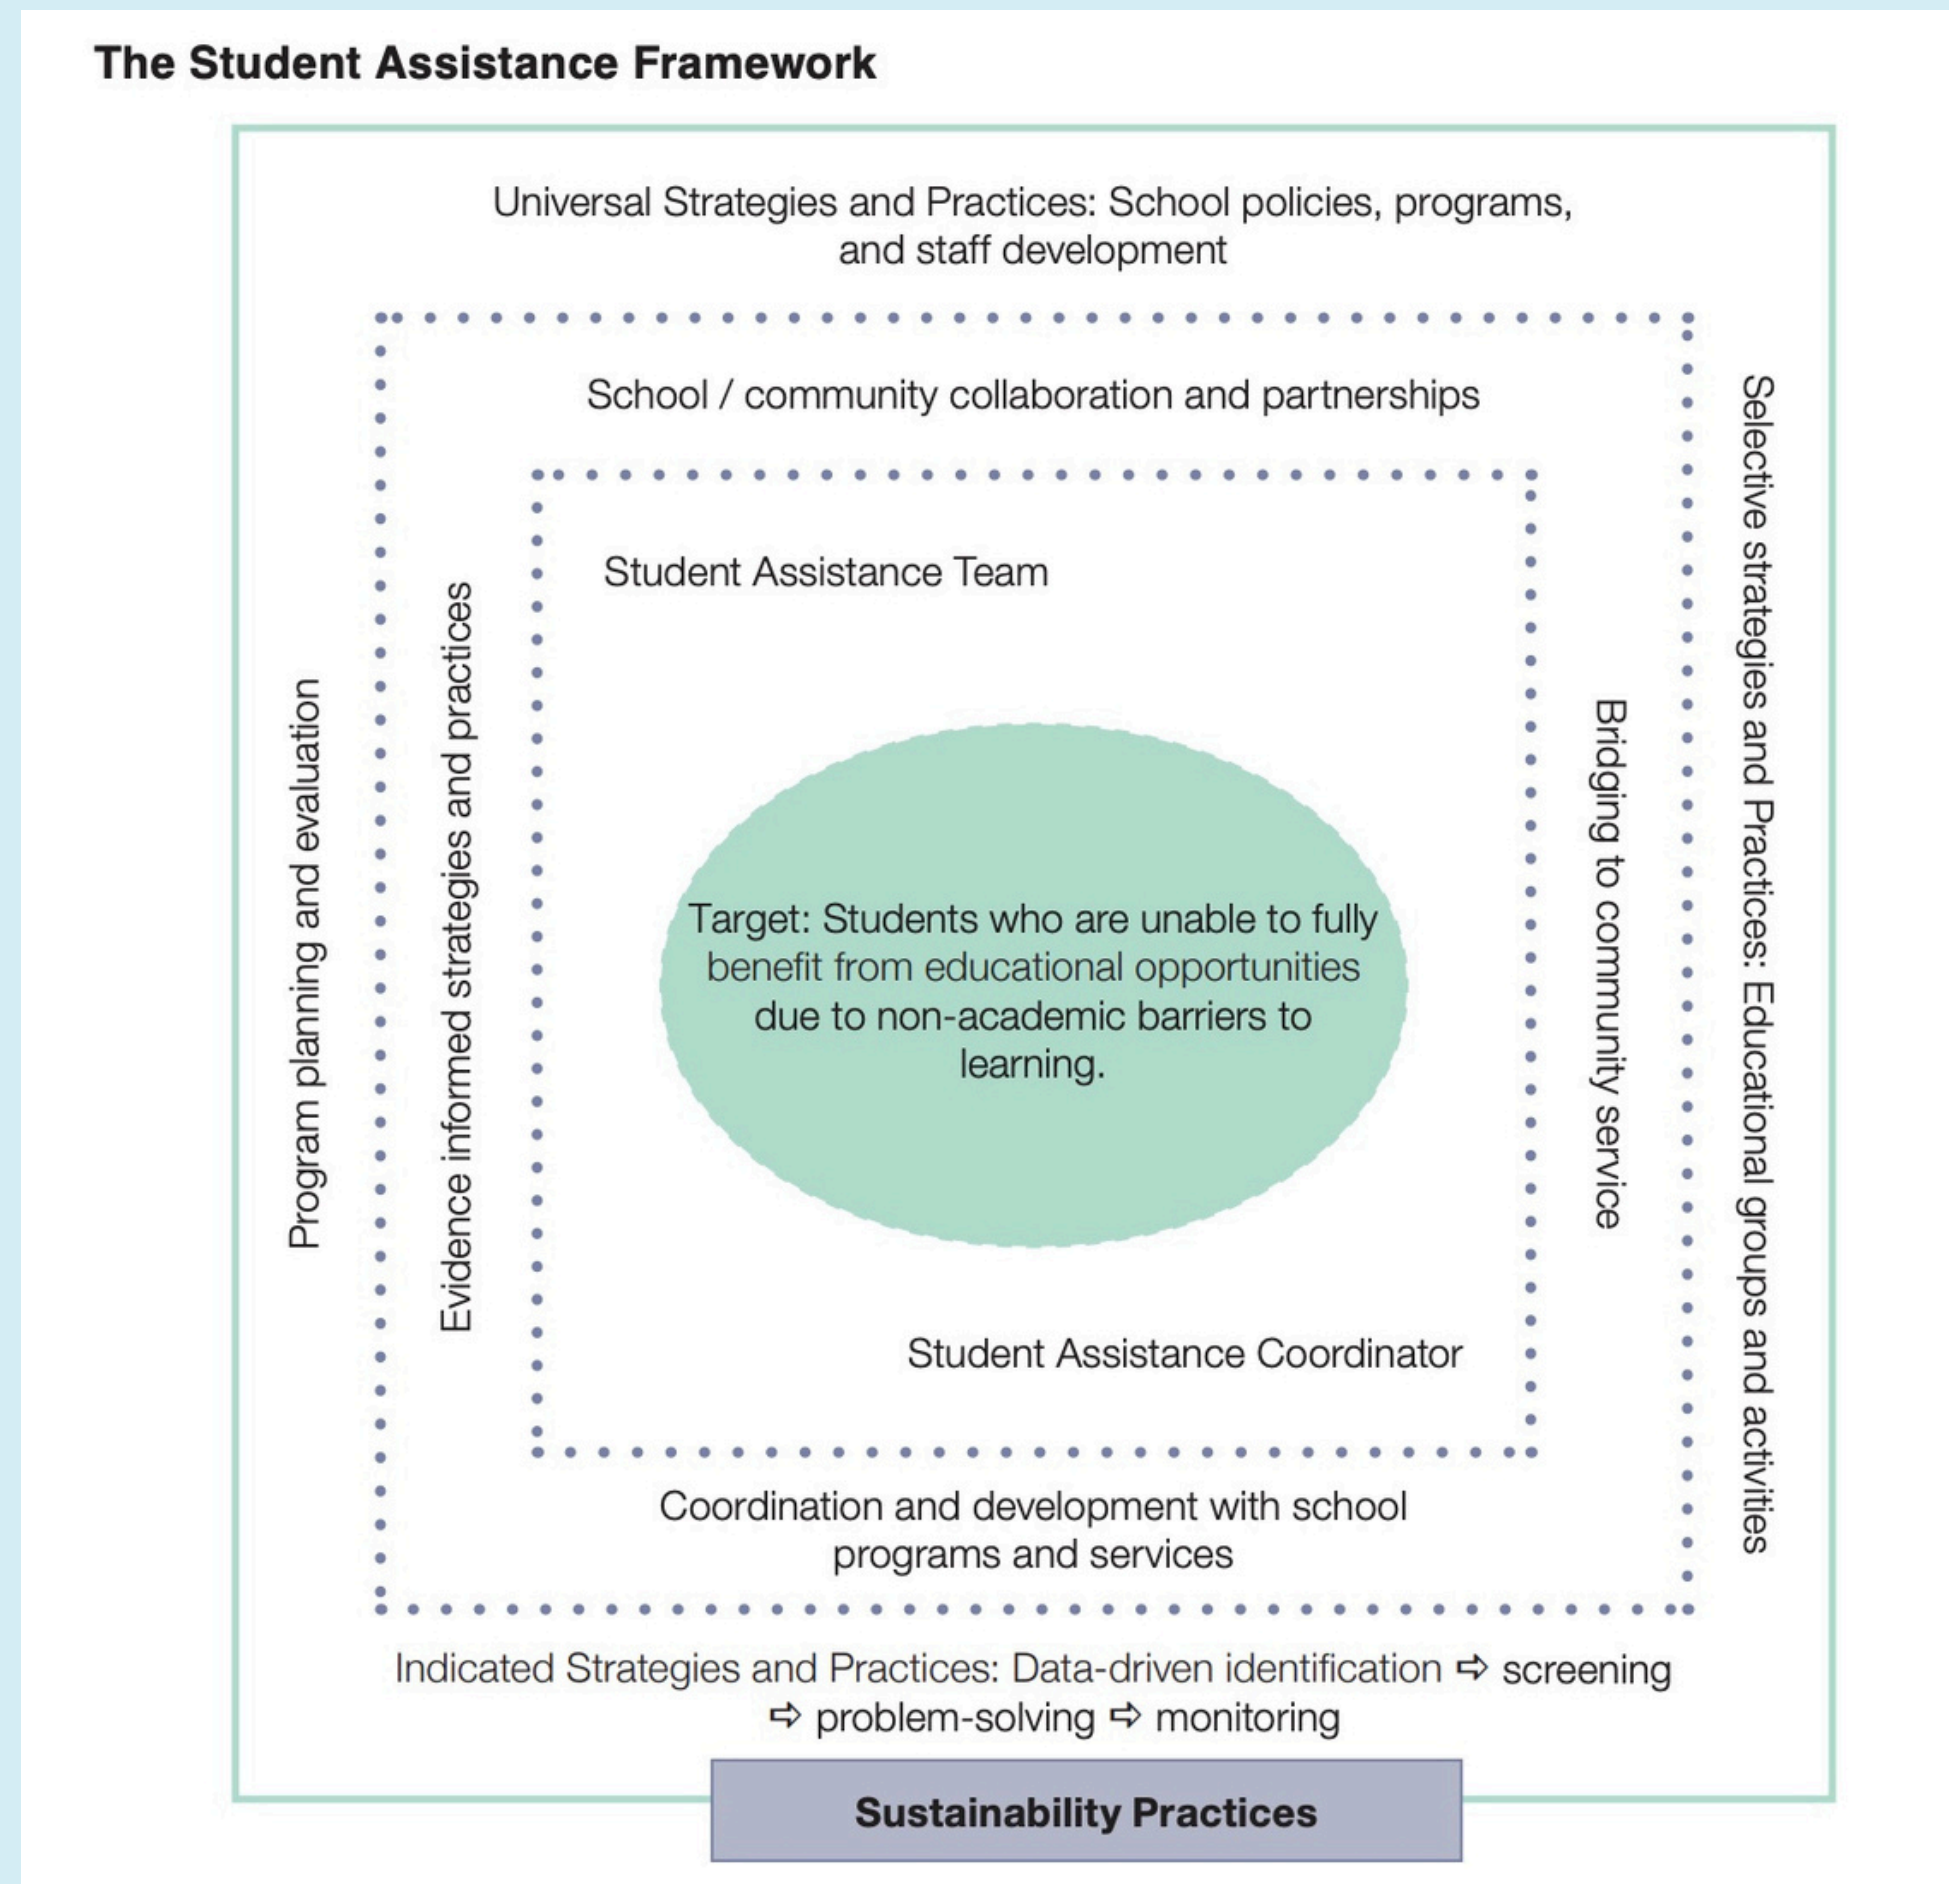 The Student Assistance Framework
Universal Strategies and Practices: School policies, programs,
and staff development
School / community collaboration and partnerships
Student Assistance Team
Program planning and evaluation
Evidence informed strategies and practices
Target: Students who are unable to fully
benefit from educational opportunities
due to non-academic barriers to
learning.
Bridging to community service
Selective strategies and Practices: Educational groups and activities
Student Assistance Coordinator
Coordination and development with school
programs and services
Indicated Strategies and Practices: Data-driven identification ⇨ screening
⇨ problem-solving ⇨ monitoring
Sustainability Practices